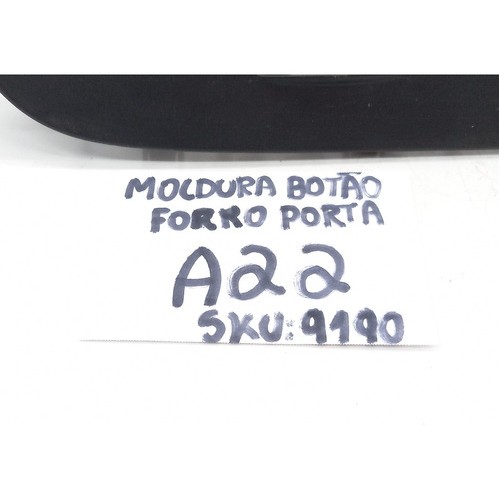 MOLDURA BOTÃO
FORRO PORTA
A22
SKU:9190